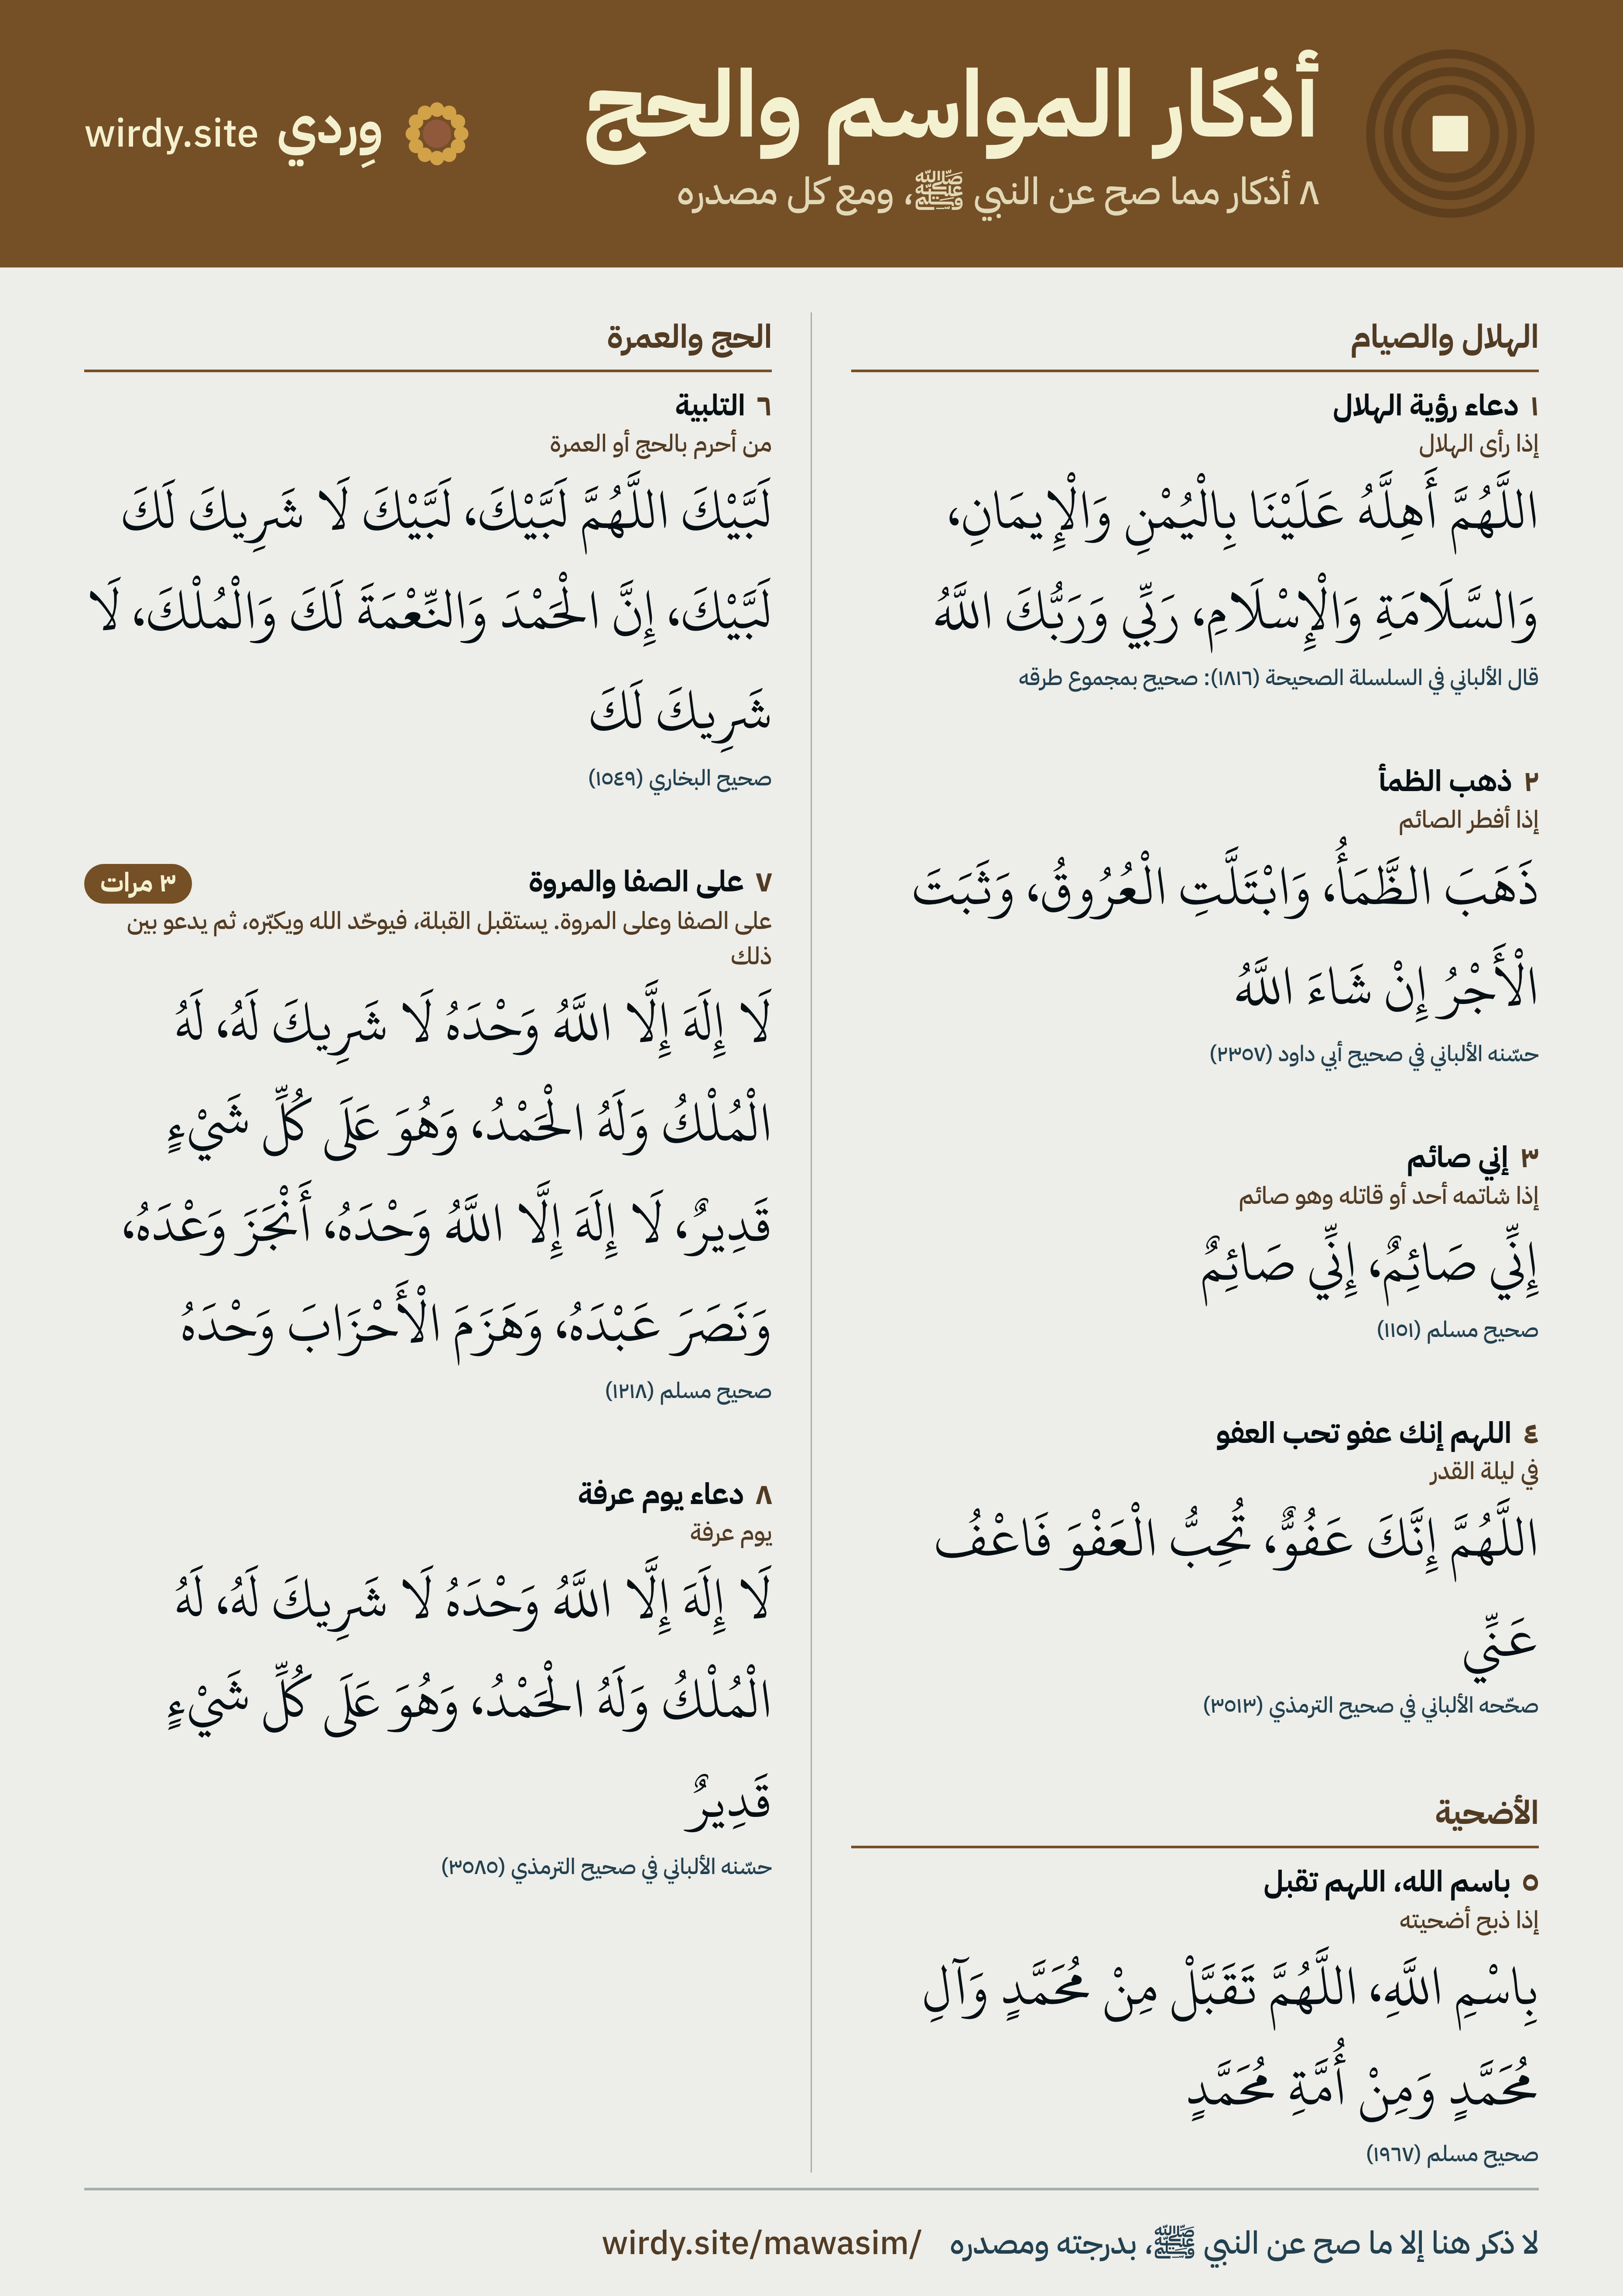 أذكار المواسم والحج
٨ أذكار مما صح عن النبي ﷺ، ومع كل مصدره
وِردي wirdy.site
الهلال والصيام
١ دعاء رؤية الهلال
إذا رأى الهلال
اللَّهُمَّ أَهِلَّهُ عَلَيْنَا بِالْيُمْنِ وَالْإِيمَانِ،
وَالسَّلَامَةِ وَالْإِسْلَامِ، رَبِّي وَرَبُّكَ اللَّهُ
قال الألباني في السلسلة الصحيحة (١٨١٦): صحيح بمجموع طرقه
٢ ذهب الظمأ
إذا أفطر الصائم
ذَهَبَ الظَّمَأُ، وَابْتَلَّتِ الْعُرُوقُ، وَثَبَتَ
الْأَجْرُ إِنْ شَاءَ اللَّهُ
حسّنه الألباني في صحيح أبي داود (٢٣٥٧)
٣ إني صائم
إذا شاتمه أحد أو قاتله وهو صائم
إِنِّي صَائِمٌ، إِنِّي صَائِمٌ
صحيح مسلم (١١٥١)
٤ اللهم إنك عفو تحب العفو
في ليلة القدر
اللَّهُمَّ إِنَّكَ عَفُوٌّ، تُحِبُّ الْعَفْوَ فَاعْفُ
عَنِّي
صحّحه الألباني في صحيح الترمذي (٣٥١٣)
الأضحية
٥ باسم الله، اللهم تقبل
إذا ذبح أضحيته
بِاسْمِ اللَّهِ، اللَّهُمَّ تَقَبَّلْ مِنْ مُحَمَّدٍ وَآلِ
مُحَمَّدٍ وَمِنْ أُمَّةِ مُحَمَّدٍ
صحيح مسلم (١٩٦٧)
الحج والعمرة
٦ التلبية
من أحرم بالحج أو العمرة
لَبَّيْكَ اللَّهُمَّ لَبَّيْكَ، لَبَّيْكَ لَا شَرِيكَ لَكَ
لَبَّيْكَ، إِنَّ الْحَمْدَ وَالنِّعْمَةَ لَكَ وَالْمُلْكَ، لَا
شَرِيكَ لَكَ
صحيح البخاري (١٥٤٩)
٧ على الصفا والمروة ٣ مرات
على الصفا وعلى المروة. يستقبل القبلة، فيوحّد الله ويكبّره، ثم يدعو بين
ذلك
لَا إِلَهَ إِلَّا اللَّهُ وَحْدَهُ لَا شَرِيكَ لَهُ، لَهُ
الْمُلْكُ وَلَهُ الْحَمْدُ، وَهُوَ عَلَى كُلِّ شَيْءٍ
قَدِيرٌ، لَا إِلَهَ إِلَّا اللَّهُ وَحْدَهُ، أَنْجَزَ وَعْدَهُ،
وَنَصَرَ عَبْدَهُ، وَهَزَمَ الْأَحْزَابَ وَحْدَهُ
صحيح مسلم (١٢١٨)
٨ دعاء يوم عرفة
يوم عرفة
لَا إِلَهَ إِلَّا اللَّهُ وَحْدَهُ لَا شَرِيكَ لَهُ، لَهُ
الْمُلْكُ وَلَهُ الْحَمْدُ، وَهُوَ عَلَى كُلِّ شَيْءٍ
قَدِيرٌ
حسّنه الألباني في صحيح الترمذي (٣٥٨٥)
لا ذكر هنا إلا ما صح عن النبي ﷺ، بدرجته ومصدره wirdy.site/mawasim/